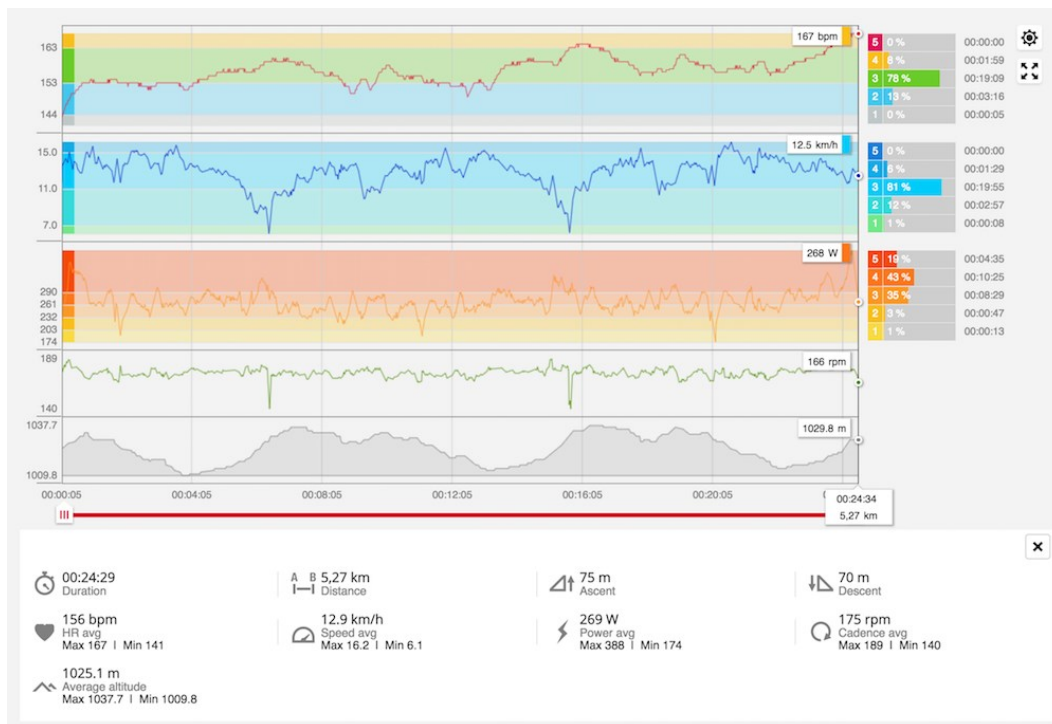 167 bpm
163
153
144
5 0 % 00:00:00
4 8 % 00:01:59
3 78 % 00:19:09
2 13 % 00:03:16
1 0 % 00:00:05
12.5 km/h
15.0
11.0
7.0
5 0 % 00:00:00
4 6 % 00:01:29
3 81 % 00:19:55
2 12 % 00:02:57
1 1 % 00:00:08
268 W
290
261
232
203
174
5 19 % 00:04:35
4 43 % 00:10:25
3 35 % 00:08:29
2 3 % 00:00:47
1 1 % 00:00:13
189
166 rpm
140
1037.7
1029.8 m
1009.8
00:00:05 00:04:05 00:08:05 00:12:05 00:16:05 00:20:05
00:24:34
5,27 km
00:24:29
Duration
A B 5,27 km
Distance
75 m
Ascent
70 m
Descent
156 bpm
HR avg
Max 167 | Min 141
12.9 km/h
Speed avg
Max 16.2 | Min 6.1
269 W
Power avg
Max 388 | Min 174
175 rpm
Cadence avg
Max 189 | Min 140
1025.1 m
Average altitude
Max 1037.7 | Min 1009.8